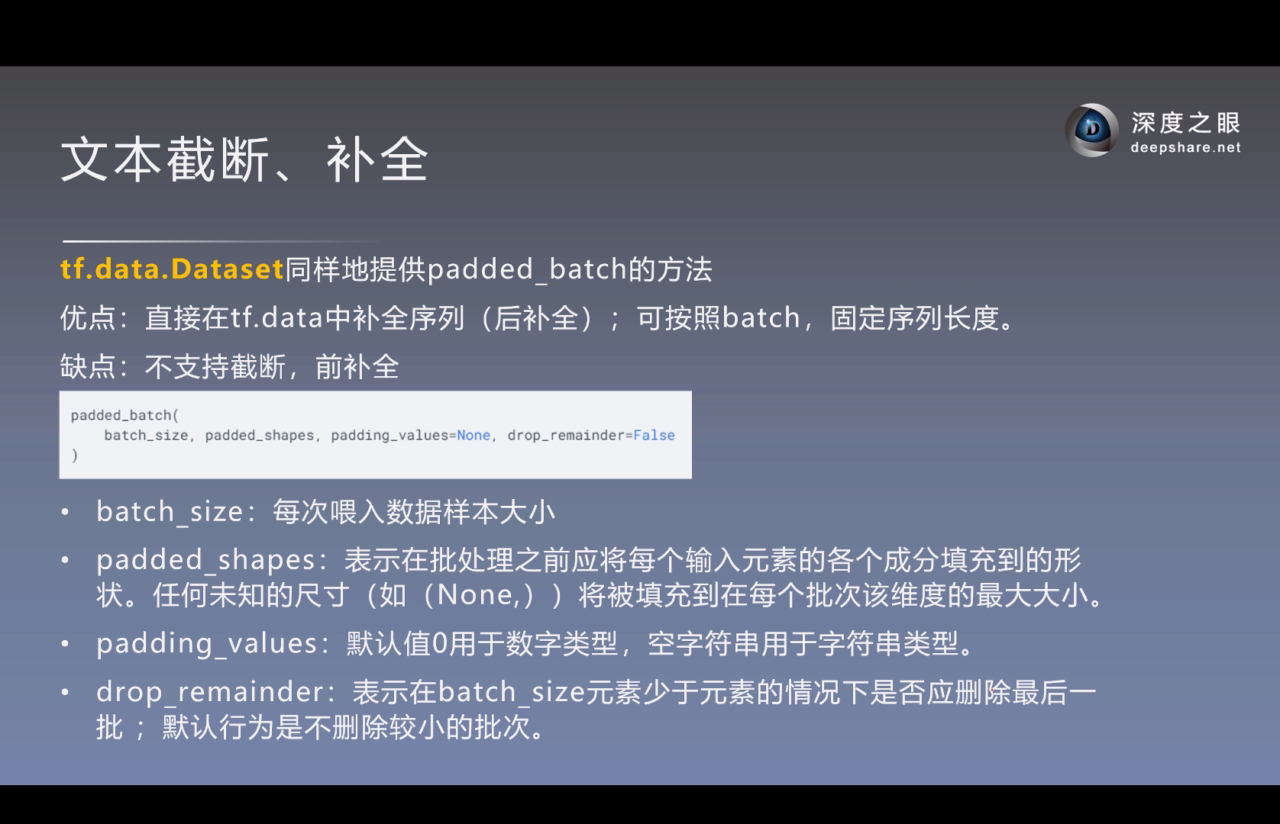 深度之眼
deepshare.net
文本截断、补全
tf.data.Dataset同样地提供padded_batch的方法
优点：直接在tf.data中补全序列（后补全）；可按照batch，固定序列长度。
缺点：不支持截断，前补全
padded_batch(
    batch_size, padded_shapes, padding_values=None, drop_remainder=False
)
• batch_size：每次喂入数据样本大小
• padded_shapes：表示在批处理之前应将每个输入元素的各个成分填充到的形
状。任何未知的尺寸（如（None,））将被填充到在每个批次该维度的最大大小。
• padding_values：默认值0用于数字类型，空字符串用于字符串类型。
• drop_remainder：表示在batch_size元素少于元素的情况下是否应删除最后一
批 ；默认行为是不删除较小的批次。